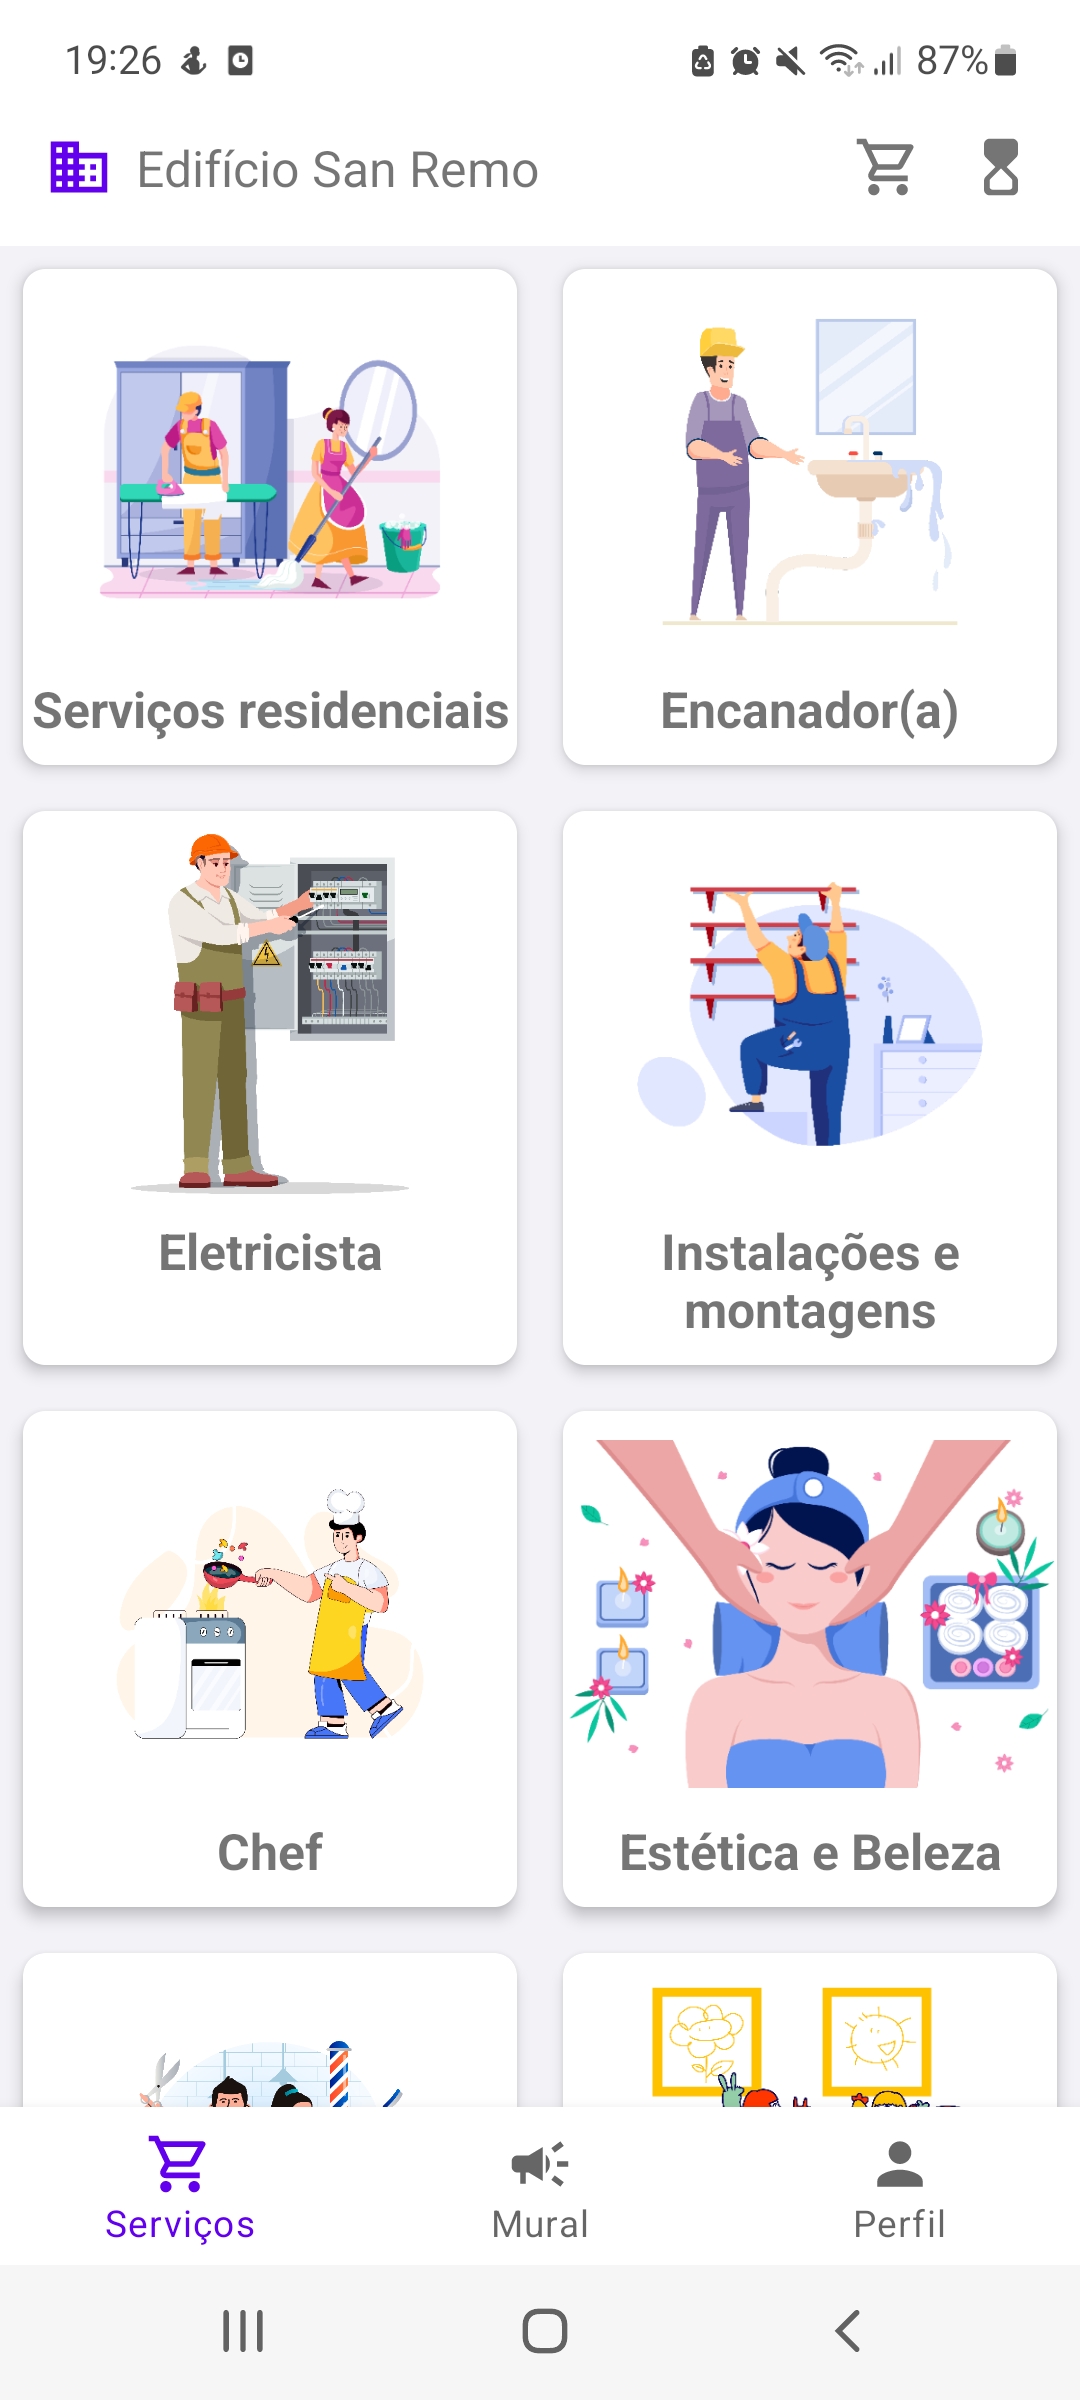 19:26
87%
Edifício San Remo
Serviços residenciais
Encanador(a)
Eletricista
Instalações e
montagens
Chef
Estética e Beleza
Serviços
Mural
Perfil